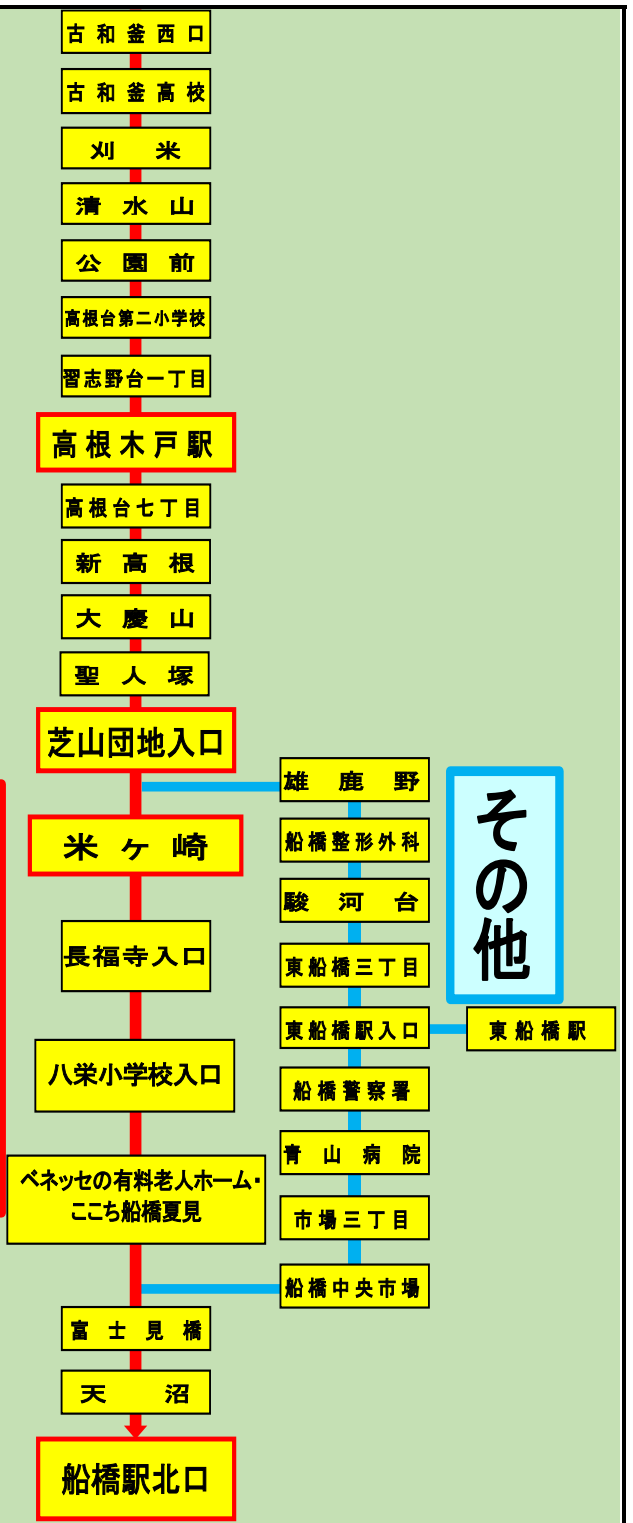 古和釜西口
古和釜高校
刈米
清水山
公園前
高根台第二小学校
習志野台一丁目
高根木戸駅
高根台七丁目
新高根
大慶山
聖人塚
芝山団地入口
米ヶ崎
長福寺入口
八栄小学校入口
ベネッセの有料老人ホーム・
ここち船橋夏見
雄鹿野
船橋整形外科
駿河台
東船橋三丁目
東船橋駅入口
東船橋駅
船橋警察署
青山病院
市場三丁目
船橋中央市場
その他
富士見橋
天沼
船橋駅北口